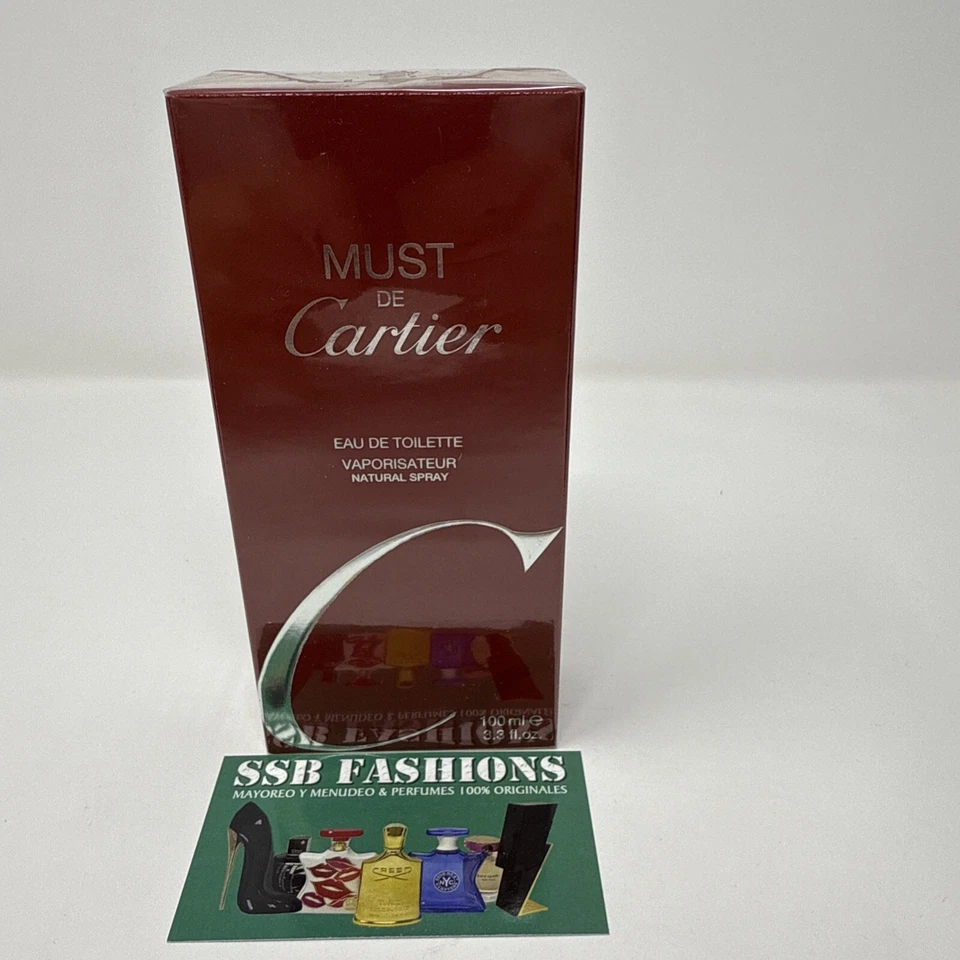 MUST
DE
Cartier
EAU DE TOILETTE
VAPORISATEUR
NATURAL SPRAY
C
100 ml e
3.3 fl.oz.
SSB FASHIONS
MAYOREO Y MENUDEO & PERFUMES 100% ORIGINALES
CREED
NYC